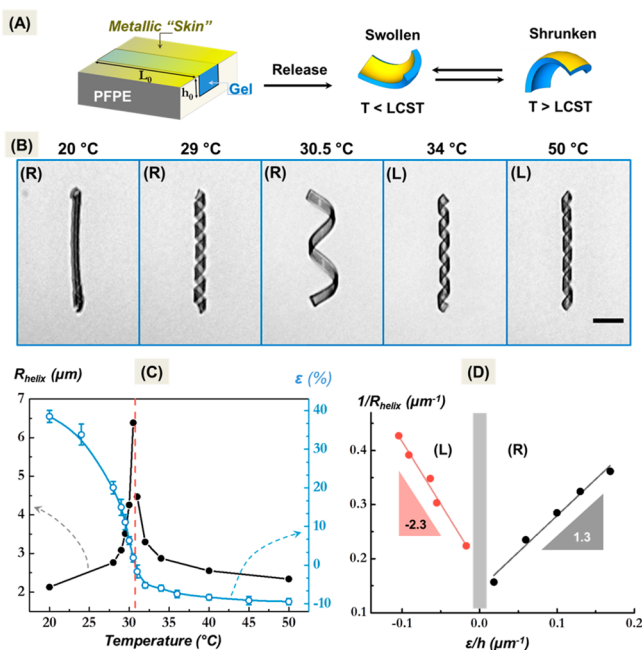 (A)
Metallic "Skin"
L₀
h₀
PFPE
Gel
Release
Swollen
T < LCST
Shrunken
T > LCST
(B)
20 °C
29 °C
30.5 °C
34 °C
50 °C
(R)
(R)
(R)
(L)
(L)
R_helix (µm)
(C)
ε (%)
7
6
5
4
3
2
40
30
20
10
0
-10
20 25 30 35 40 45 50
Temperature (°C)
(D)
1/R_helix (µm⁻¹)
0.4
0.3
0.2
0.1
(L)
(R)
-2.3
1.3
-0.1 0.0 0.1 0.2
ε/h (µm⁻¹)